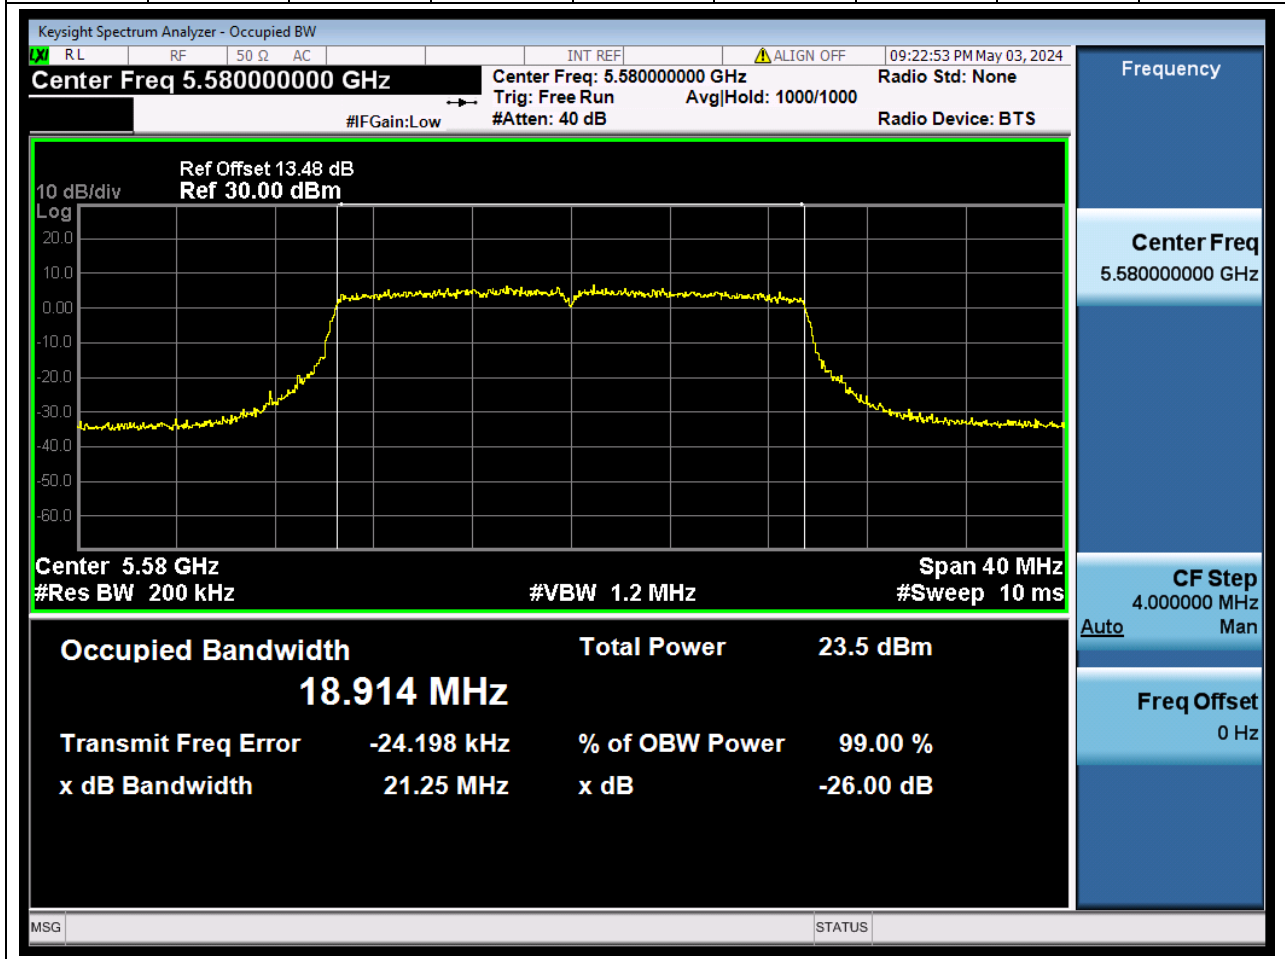 Keysight Spectrum Analyzer - Occupied BW
LXI RL RF 50 Ω AC INT REF ALIGN OFF 09:22:53 PM May 03, 2024
Center Freq 5.580000000 GHz
Center Freq: 5.580000000 GHz Radio Std: None
Trig: Free Run Avg|Hold: 1000/1000
#IFGain:Low #Atten: 40 dB Radio Device: BTS
Frequency
Ref Offset 13.48 dB
10 dB/div Ref 30.00 dBm
Log
20.0
10.0
0.00
-10.0
-20.0
-30.0
-40.0
-50.0
-60.0
Center 5.58 GHz Span 40 MHz
#Res BW 200 kHz #VBW 1.2 MHz #Sweep 10 ms
Center Freq
5.580000000 GHz
CF Step
4.000000 MHz
Auto Man
Freq Offset
0 Hz
Occupied Bandwidth Total Power 23.5 dBm
18.914 MHz
Transmit Freq Error -24.198 kHz % of OBW Power 99.00 %
x dB Bandwidth 21.25 MHz x dB -26.00 dB
MSG STATUS